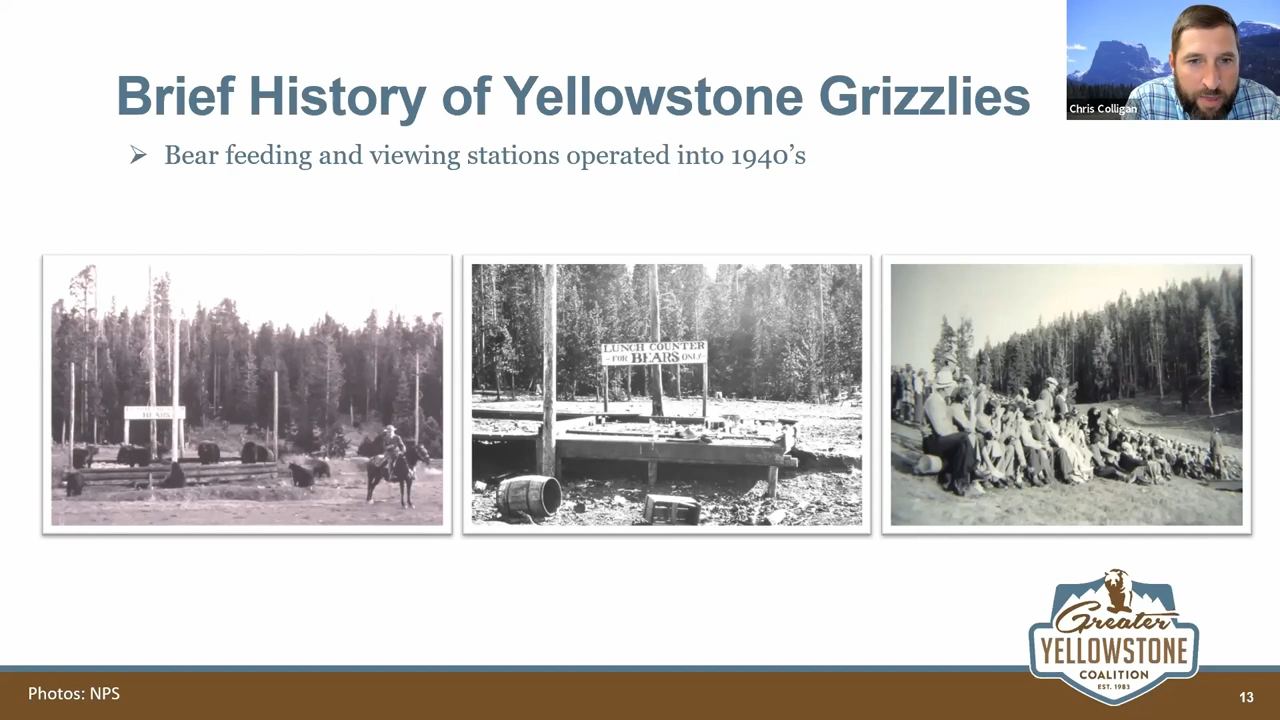 Brief History of Yellowstone Grizzlies
Chris Colligan
➢ Bear feeding and viewing stations operated into 1940’s
BEARS
LUNCH COUNTER
-FOR BEARS ONLY-
Greater
YELLOWSTONE
COALITION
EST. 1983
Photos: NPS
13